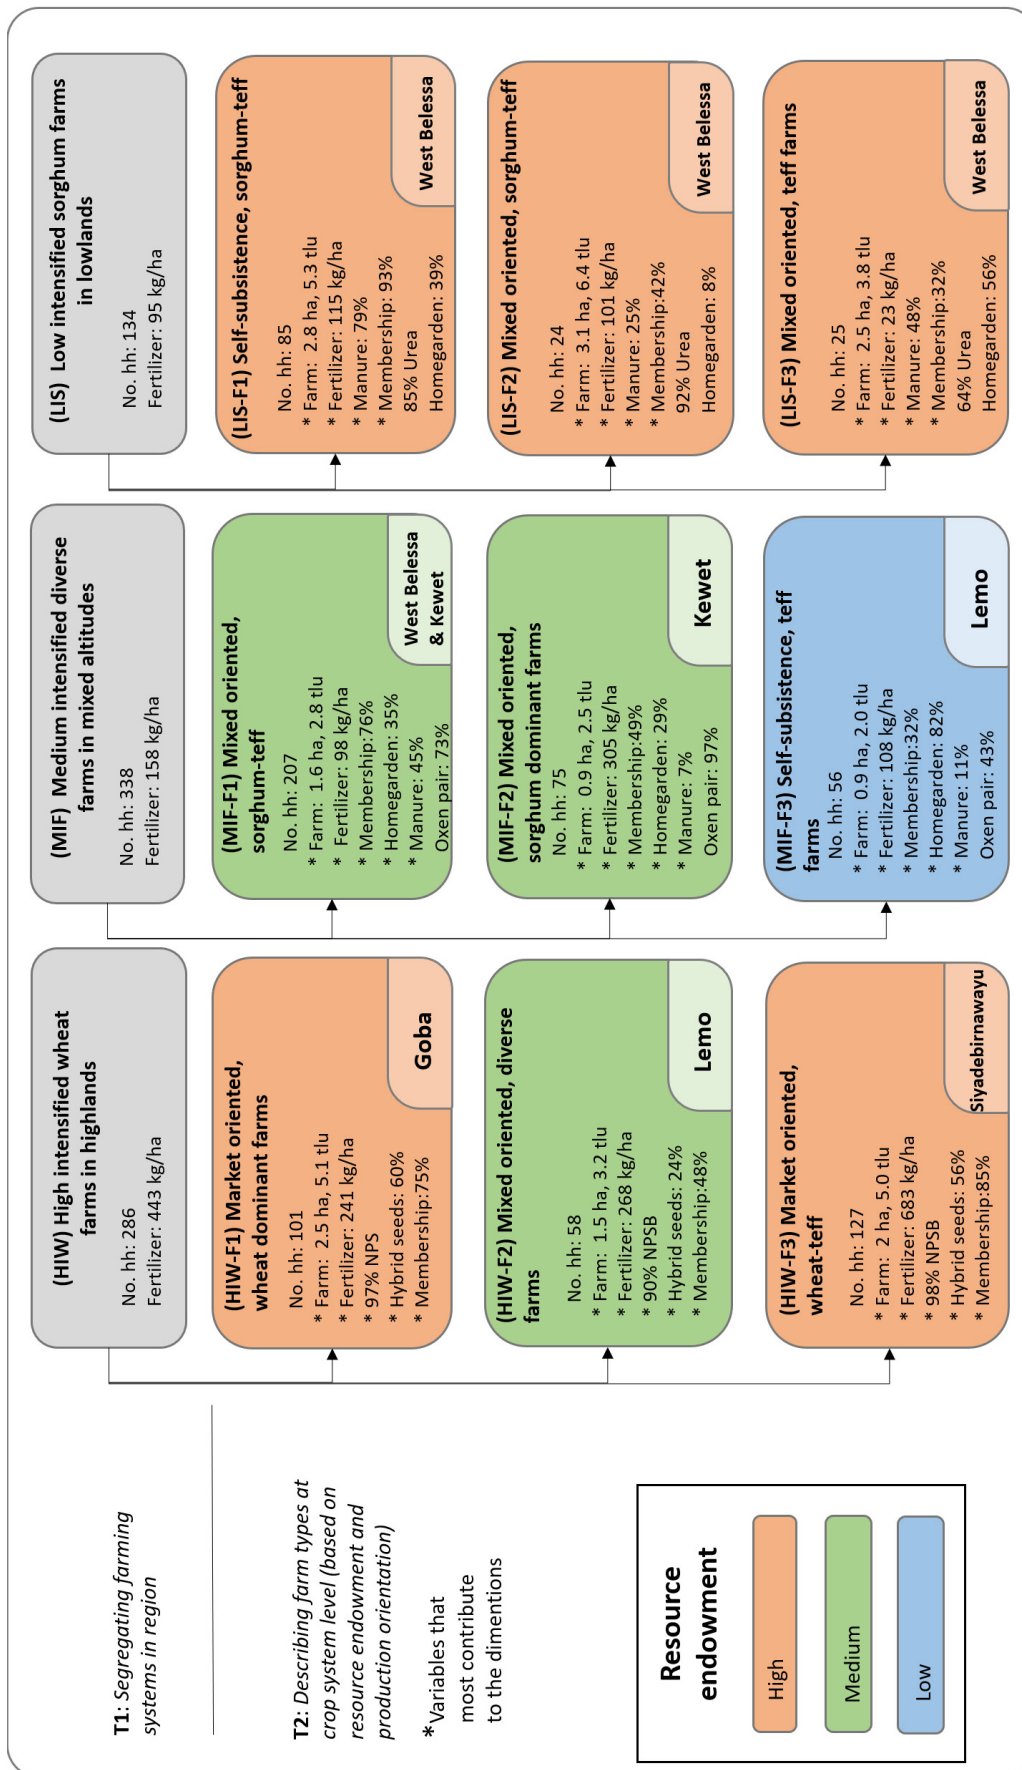 T1: Segregating farming
systems in region
T2: Describing farm types at
crop system level (based on
resource endowment and
production orientation)
*Variables that
most contribute
to the dimentions
Resource
endowment
High
Medium
Low
(HIW) High intensified wheat
farms in highlands
No. hh: 286
Fertilizer: 443 kg/ha
(HIW-F1) Market oriented,
wheat dominant farms
No. hh: 101
* Farm: 2.5 ha, 5.1 tlu
* Fertilizer: 241 kg/ha
* 97% NPS
* Hybrid seeds: 60%
* Membership:75%
Goba
(HIW-F2) Mixed oriented, diverse
farms
No. hh: 58
* Farm: 1.5 ha, 3.2 tlu
* Fertilizer: 268 kg/ha
* 90% NPSB
* Hybrid seeds: 24%
* Membership:48%
Lemo
(HIW-F3) Market oriented,
wheat-teff
No. hh: 127
* Farm: 2 ha, 5.0 tlu
* Fertilizer: 683 kg/ha
* 98% NPSB
* Hybrid seeds: 56%
* Membership:85%
Siyadebirnawayu
(MIF) Medium intensified diverse
farms in mixed altitudes
No. hh: 338
Fertilizer: 158 kg/ha
(MIF-F1) Mixed oriented,
sorghum-teff
No. hh: 207
* Farm: 1.6 ha, 2.8 tlu
* Fertilizer: 98 kg/ha
* Membership:76%
* Homegarden: 35%
* Manure: 45%
Oxen pair: 73%
West Belessa
& Kewet
(MIF-F2) Mixed oriented,
sorghum dominant farms
No. hh: 75
* Farm: 0.9 ha, 2.5 tlu
* Fertilizer: 305 kg/ha
* Membership:49%
* Homegarden: 29%
* Manure: 7%
Oxen pair: 97%
Kewet
(MIF-F3) Self-subsistence, teff
farms
No. hh: 56
* Farm: 0.9 ha, 2.0 tlu
* Fertilizer: 108 kg/ha
* Membership:32%
* Homegarden: 82%
* Manure: 11%
Oxen pair: 43%
Lemo
(LIS) Low intensified sorghum farms
in lowlands
No. hh: 134
Fertilizer: 95 kg/ha
(LIS-F1) Self-subsistence, sorghum-teff
No. hh: 85
* Farm: 2.8 ha, 5.3 tlu
* Fertilizer: 115 kg/ha
* Manure: 79%
* Membership: 93%
85% Urea
Homegarden: 39%
West Belessa
(LIS-F2) Mixed oriented, sorghum-teff
No. hh: 24
* Farm: 3.1 ha, 6.4 tlu
* Fertilizer: 101 kg/ha
* Manure: 25%
* Membership:42%
92% Urea
Homegarden: 8%
West Belessa
(LIS-F3) Mixed oriented, teff farms
No. hh: 25
* Farm: 2.5 ha, 3.8 tlu
* Fertilizer: 23 kg/ha
* Manure: 48%
* Membership:32%
64% Urea
Homegarden: 56%
West Belessa